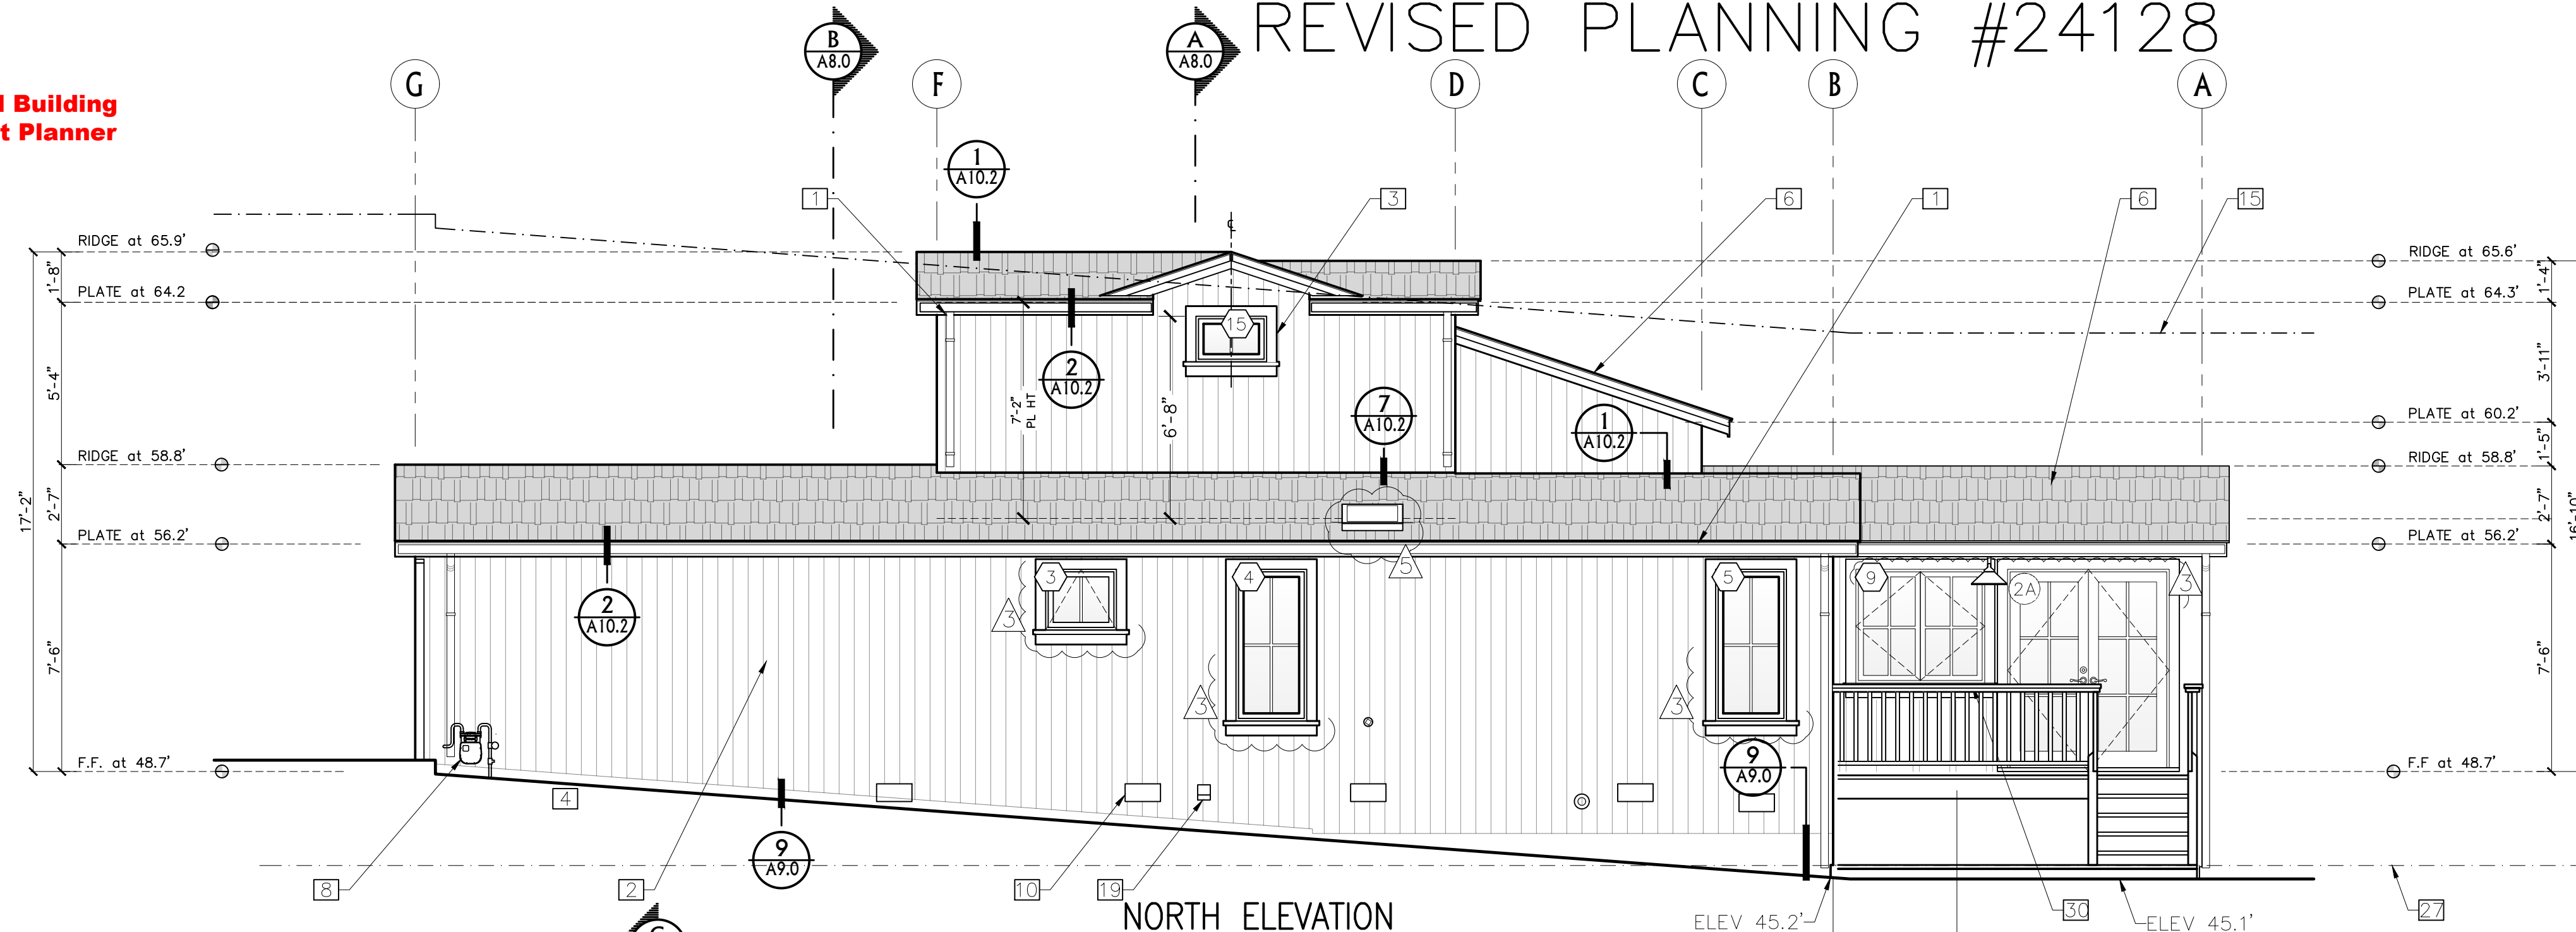 REVISED PLANNING #24128
l Building
t Planner
B
A8.0
A
A8.0
G
F
D
C
B
A
1
A10.2
1
3
6
1
6
15
℄
RIDGE at 65.9'
RIDGE at 65.6'
1'-8"
1'-4"
PLATE at 64.2
PLATE at 64.3'
15
2
A10.2
5'-4"
7'-2"
PL HT
6'-8"
7
A10.2
1
A10.2
3'-11"
PLATE at 60.2'
1'-5"
RIDGE at 58.8'
RIDGE at 58.8'
17'-2"
2'-7"
2'-7"
16'-10"
PLATE at 56.2'
PLATE at 56.2'
5
3
4
5
9
2A
3
2
A10.2
3
3
3
7'-6"
7'-6"
F.F. at 48.7'
F.F at 48.7'
9
A9.0
4
9
A9.0
8
2
10
19
30
27
NORTH ELEVATION
ELEV 45.2'
ELEV 45.1'